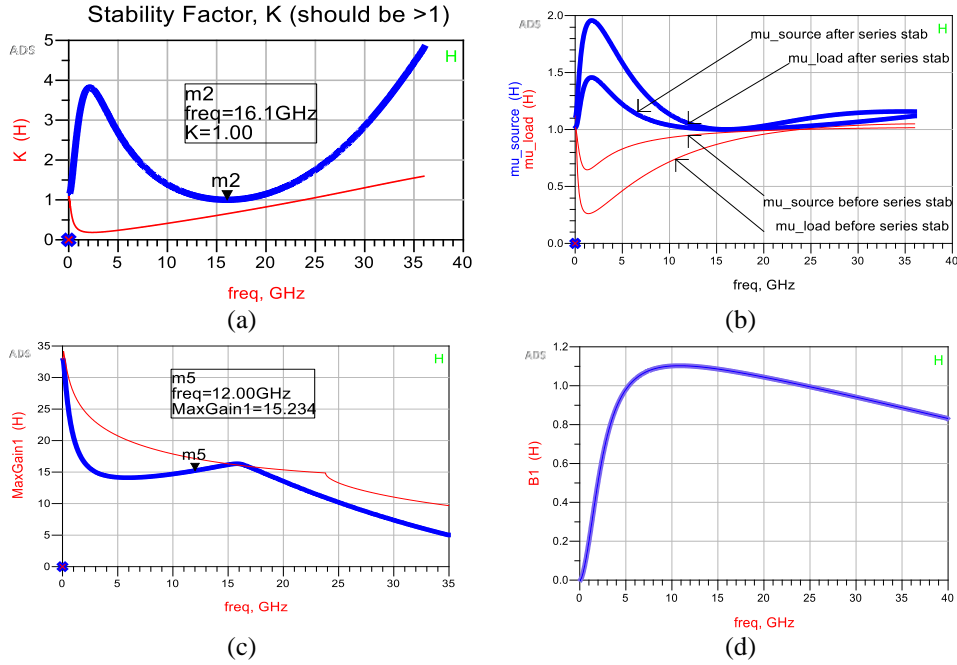 Stability Factor, K (should be >1)
ADS
H
K (H)
5
4
3
2
1
0
m2
freq=16.1GHz
K=1.00
m2
0 5 10 15 20 25 30 35 40
freq, GHz
(a)
ADS
H
mu_source (H)
mu_load (H)
2.0
1.5
1.0
0.5
0.0
mu_source after series stab
mu_load after series stab
mu_source before series stab
mu_load before series stab
0 5 10 15 20 25 30 35 40
freq, GHz
(b)
ADS
H
MaxGain1 (H)
35
30
25
20
15
10
5
0
m5
freq=12.00GHz
MaxGain1=15.234
m5
0 5 10 15 20 25 30 35
freq, GHz
(c)
ADS
H
B1 (H)
1.2
1.0
0.8
0.6
0.4
0.2
0.0
0 5 10 15 20 25 30 35 40
freq, GHz
(d)